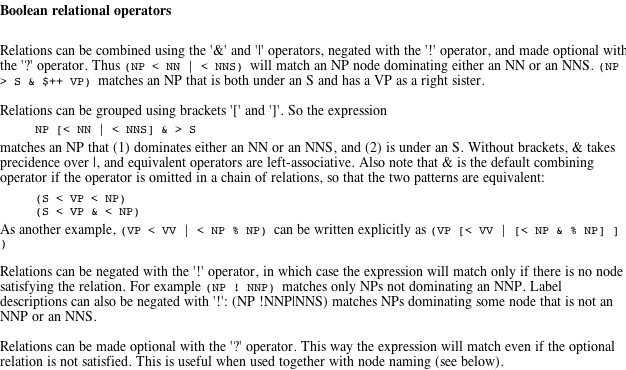 Boolean relational operators
Relations can be combined using the '&' and '|' operators, negated with the '!' operator, and made optional with
the '?' operator. Thus (NP < NN | < NNS) will match an NP node dominating either an NN or an NNS. (NP
> S & $++ VP) matches an NP that is both under an S and has a VP as a right sister.
Relations can be grouped using brackets '[' and ']'. So the expression
NP [< NN | < NNS] & > S
matches an NP that (1) dominates either an NN or an NNS, and (2) is under an S. Without brackets, & takes
precidence over |, and equivalent operators are left-associative. Also note that & is the default combining
operator if the operator is omitted in a chain of relations, so that the two patterns are equivalent:
(S < VP < NP)
(S < VP & < NP)
As another example, (VP < VV | < NP % NP) can be written explicitly as (VP [< VV | [< NP & % NP] ]
)
Relations can be negated with the '!' operator, in which case the expression will match only if there is no node
satisfying the relation. For example (NP ! NNP) matches only NPs not dominating an NNP. Label
descriptions can also be negated with '!': (NP !NNP|NNS) matches NPs dominating some node that is not an
NNP or an NNS.
Relations can be made optional with the '?' operator. This way the expression will match even if the optional
relation is not satisfied. This is useful when used together with node naming (see below).